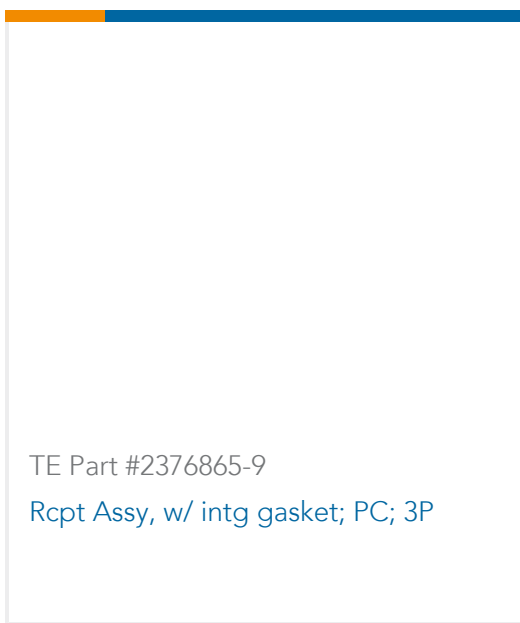 TE Part #2376865-9
Rcpt Assy, w/ intg gasket; PC; 3P